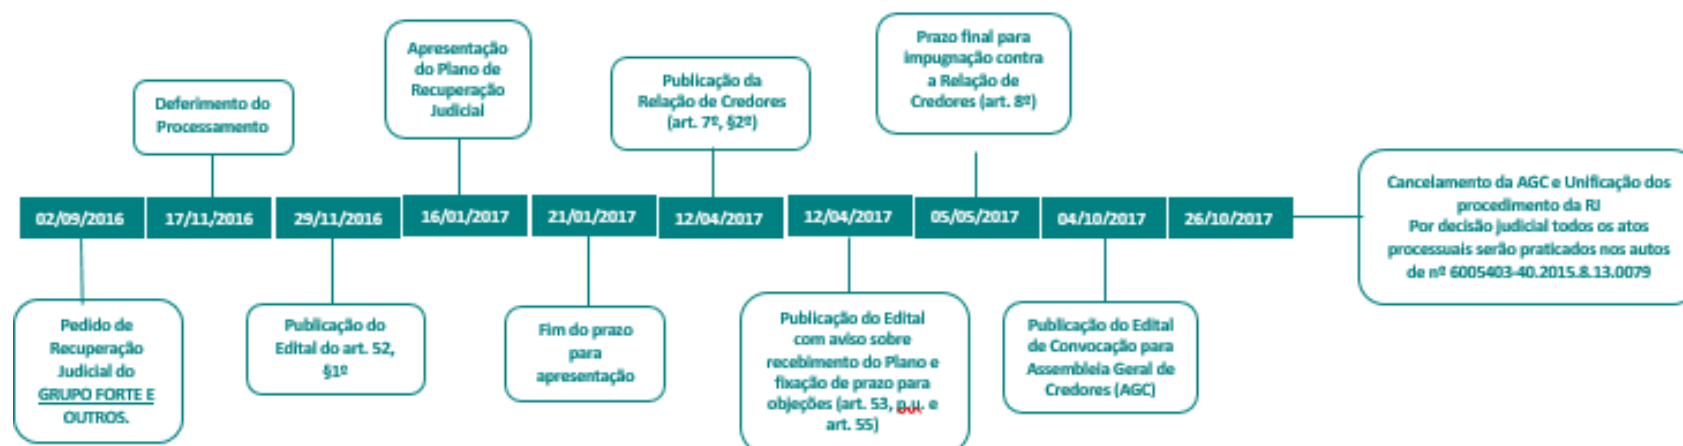 Apresentação
do Plano de
Recuperação
Judicial
Prazo final para
impugnação contra
a Relação de
Credores (art. 8º)
Deferimento do
Processamento
Publicação da
Relação de Credores
(art. 7º, §2º)
02/09/2016
17/11/2016
29/11/2016
16/01/2017
21/01/2017
12/04/2017
12/04/2017
05/05/2017
04/10/2017
26/10/2017
Cancelamento da AGC e Unificação dos
procedimento da RJ
Por decisão judicial todos os atos
processuais serão praticados nos autos
de nº 6005403-40.2015.8.13.0079
Pedido de
Recuperação
Judicial do
GRUPO FORTE E
OUTROS.
Publicação do
Edital do art. 52,
§1º
Fim do prazo
para
apresentação
Publicação do Edital
com aviso sobre
recebimento do Plano e
fixação de prazo para
objeções (art. 53, p.u. e
art. 55)
Publicação do Edital
de Convocação para
Assembleia Geral de
Credores (AGC)